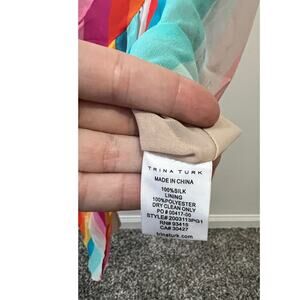 TRINA TURK
MADE IN CHINA
100%SILK
LINING
100%POLYESTER
DRY CLEAN ONLY
PO # 00417-00
STYLE# 2003113PG1
RN# 93415
CA# 30427
trinaturk.com